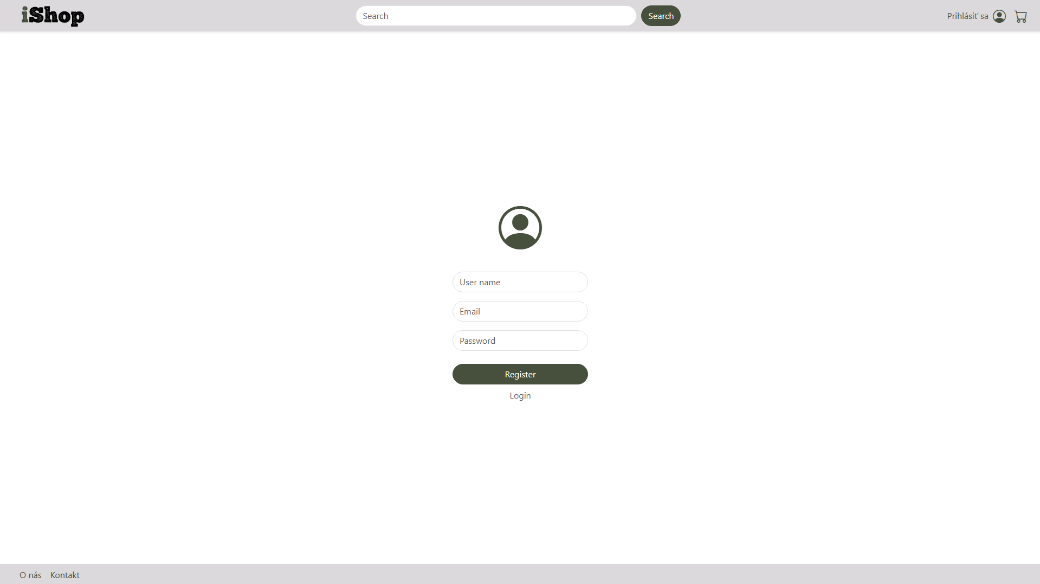 iShop
Search
Search
Prihlásiť sa
User name
Email
Password
Register
Login
O nás
Kontakt